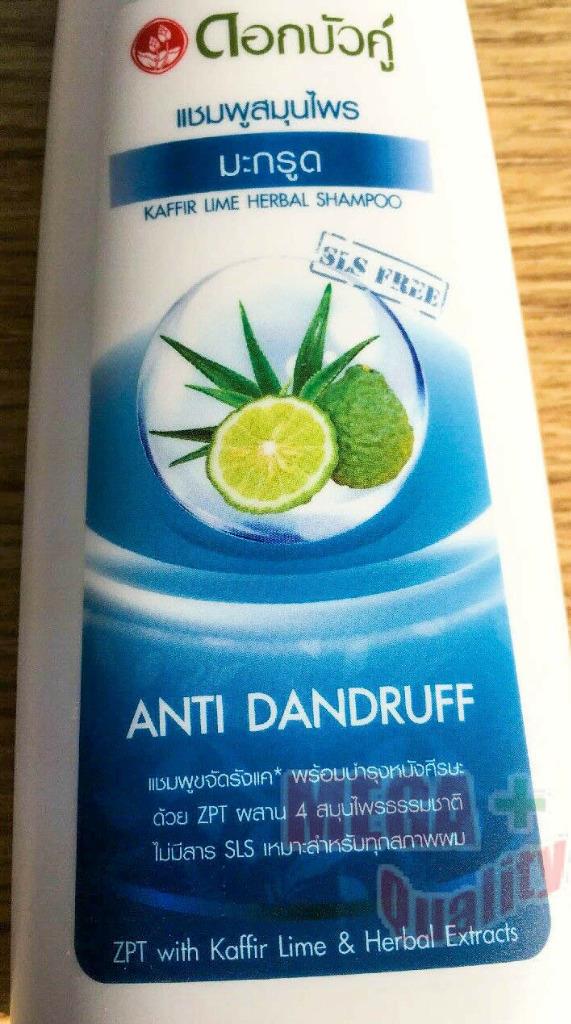 ดอกบัวคู่
แชมพูสมุนไพร
มะกรูด
KAFFIR LIME HERBAL SHAMPOO
SLS FREE
ANTI DANDRUFF
แชมพูขจัดรังแค* พร้อมบำรุงหนังศีรษะ
ด้วย ZPT ผสาน 4 สมุนไพรธรรมชาติ
ไม่มีสาร SLS เหมาะสำหรับทุกสภาพผม
MEGA +
Quality
ZPT with Kaffir Lime & Herbal Extracts